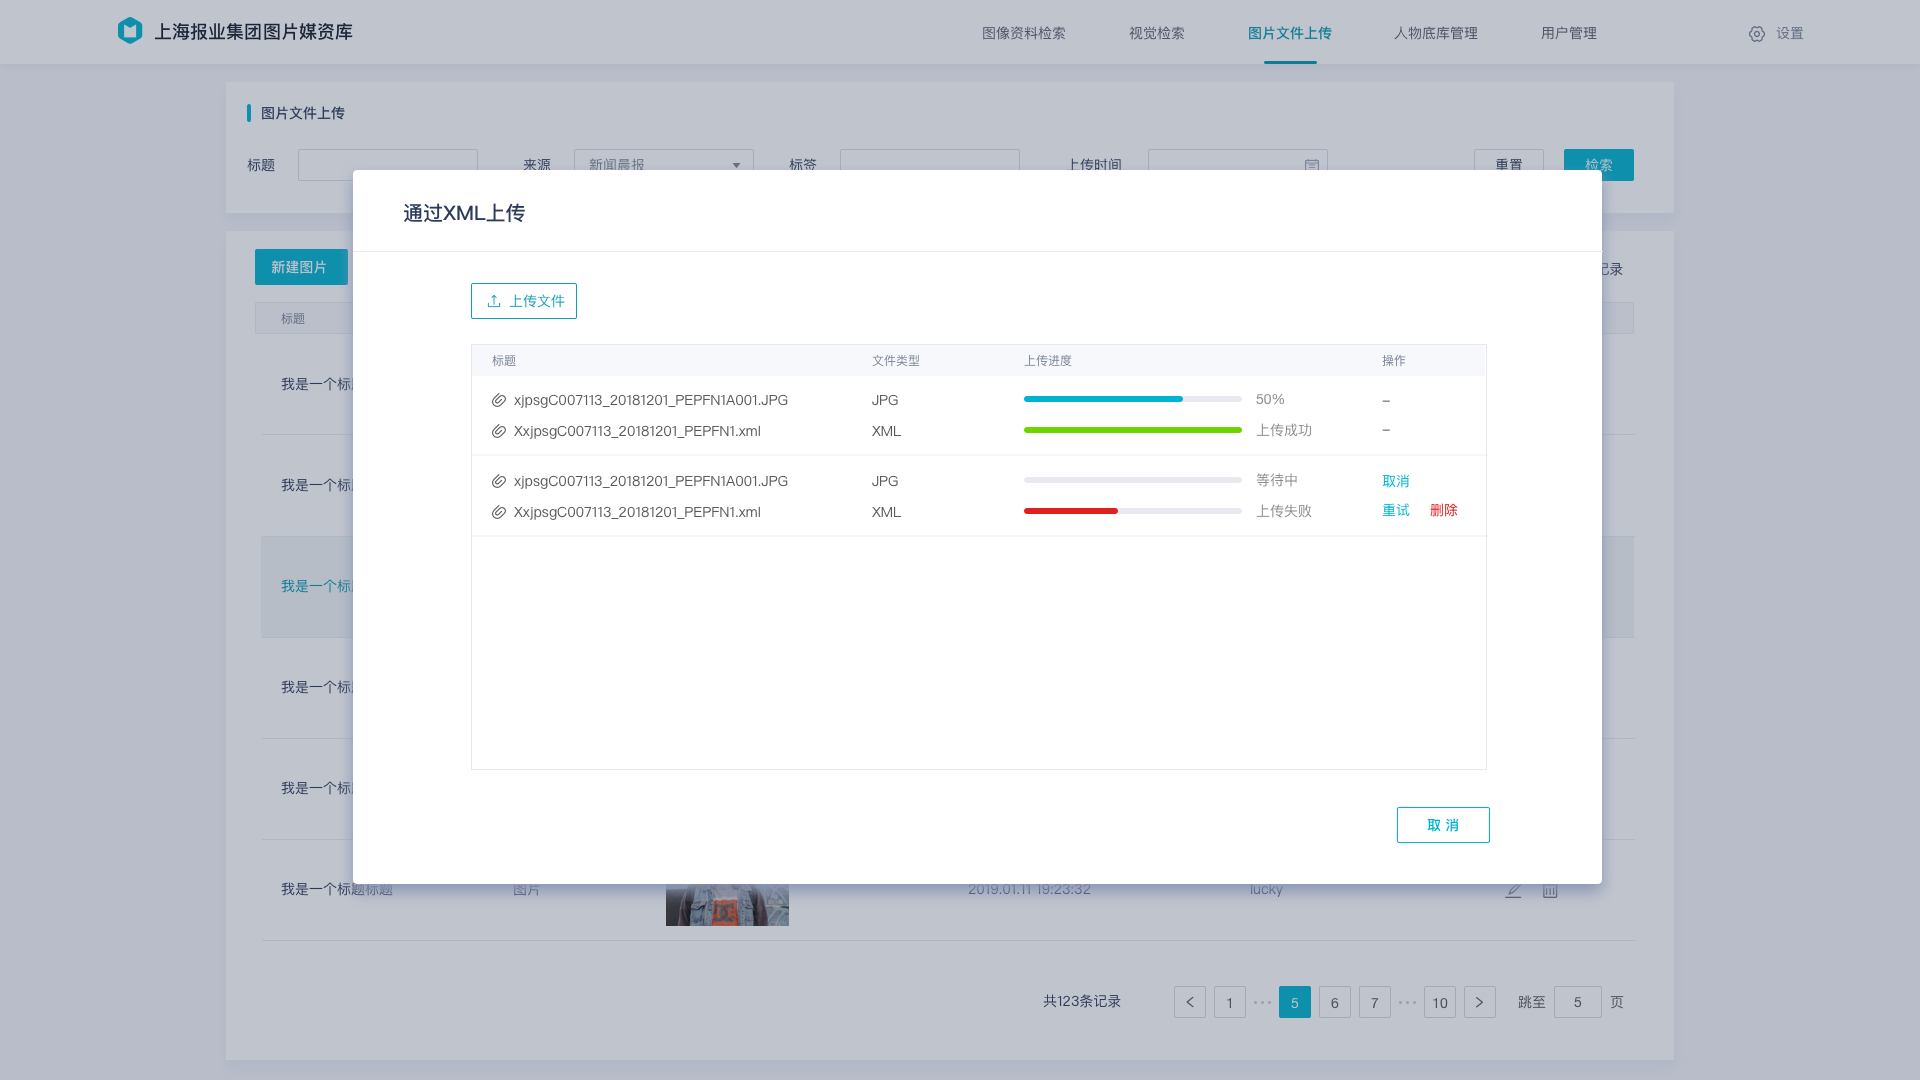 上海报业集团图片媒资库
图像资料检索 视觉检索 图片文件上传 人物底库管理 用户管理 设置
图片文件上传
标题 来源 新闻晨报 标签 上传时间 重置 检索
通过XML上传
新建图片 记录
上传文件
标题
标题 文件类型 上传进度 操作
我是一个标
xjpsgC007113_20181201_PEPFN1A001.JPG JPG 50% –
XxjpsgC007113_20181201_PEPFN1.xml XML 上传成功 –
我是一个标
xjpsgC007113_20181201_PEPFN1A001.JPG JPG 等待中 取消
XxjpsgC007113_20181201_PEPFN1.xml XML 上传失败 重试 删除
我是一个标
我是一个标
我是一个标
取 消
我是一个标题标题 图片 2019.01.11 19:23:32 lucky
共123条记录 < 1 ··· 5 6 7 ··· 10 > 跳至 5 页